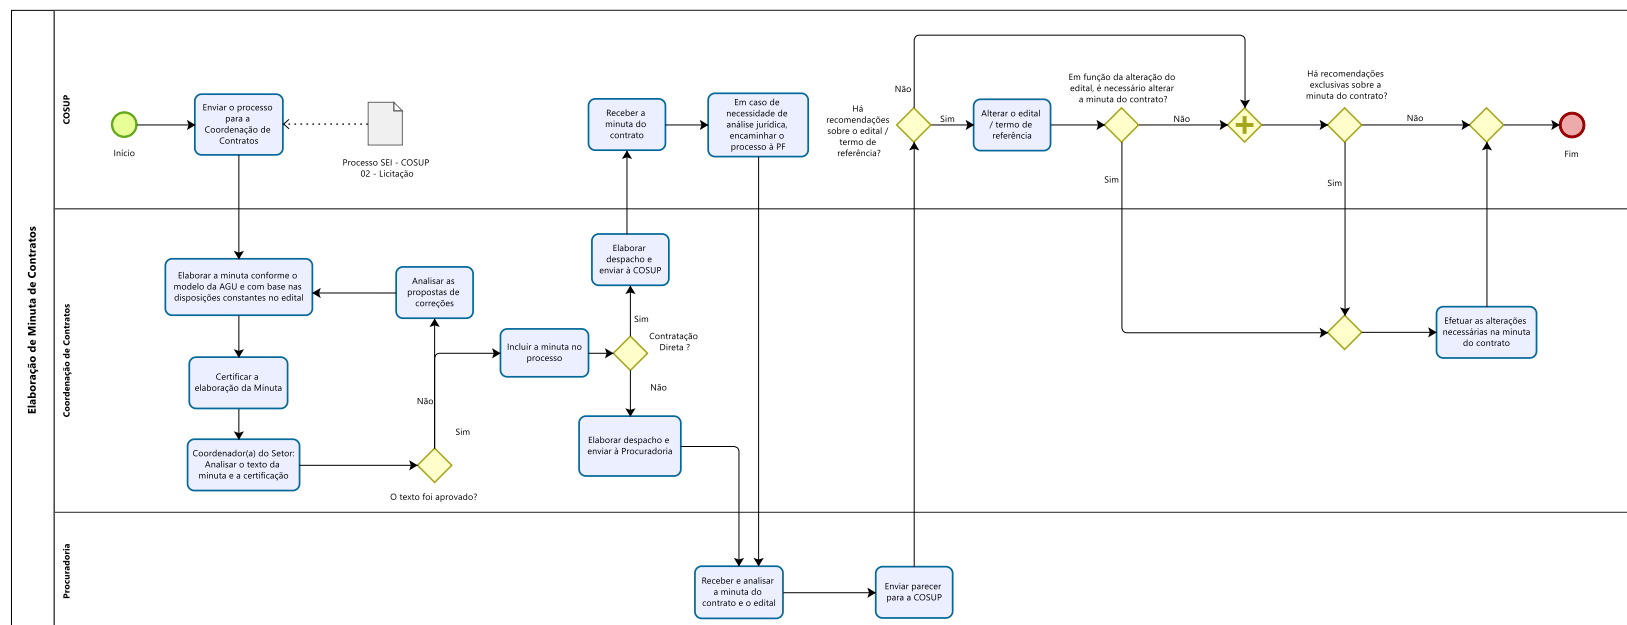 Elaboração de Minuta de Contratos
COSUP
Início
Enviar o processo
para a
Coordenação de
Contratos
Processo SEI - COSUP
02 - Licitação
Receber a
minuta do
contrato
Em caso de
necessidade de
análise jurídica,
encaminhar o
processo à PF
Não
Há
recomendações
sobre o edital /
termo de
referência?
Sim
Alterar o edital
/ termo de
referência
Em função da alteração do
edital, é necessário alterar
a minuta do contrato?
Não
Sim
Há recomendações
exclusivas sobre a
minuta do contrato?
Não
Sim
Fim
Coordenação de Contratos
Elaborar a minuta conforme o
modelo da AGU e com base nas
disposições constantes no edital
Certificar a
elaboração da Minuta
Coordenador(a) do Setor:
Analisar o texto da
minuta e a certificação
Analisar as
propostas de
correções
Não
Sim
O texto foi aprovado?
Incluir a minuta no
processo
Elaborar
despacho e
enviar à COSUP
Sim
Contratação
Direta ?
Não
Elaborar despacho e
enviar à Procuradoria
Efetuar as alterações
necessárias na minuta
do contrato
Procuradoria
Receber e analisar
a minuta do
contrato e o edital
Enviar parecer
para a COSUP